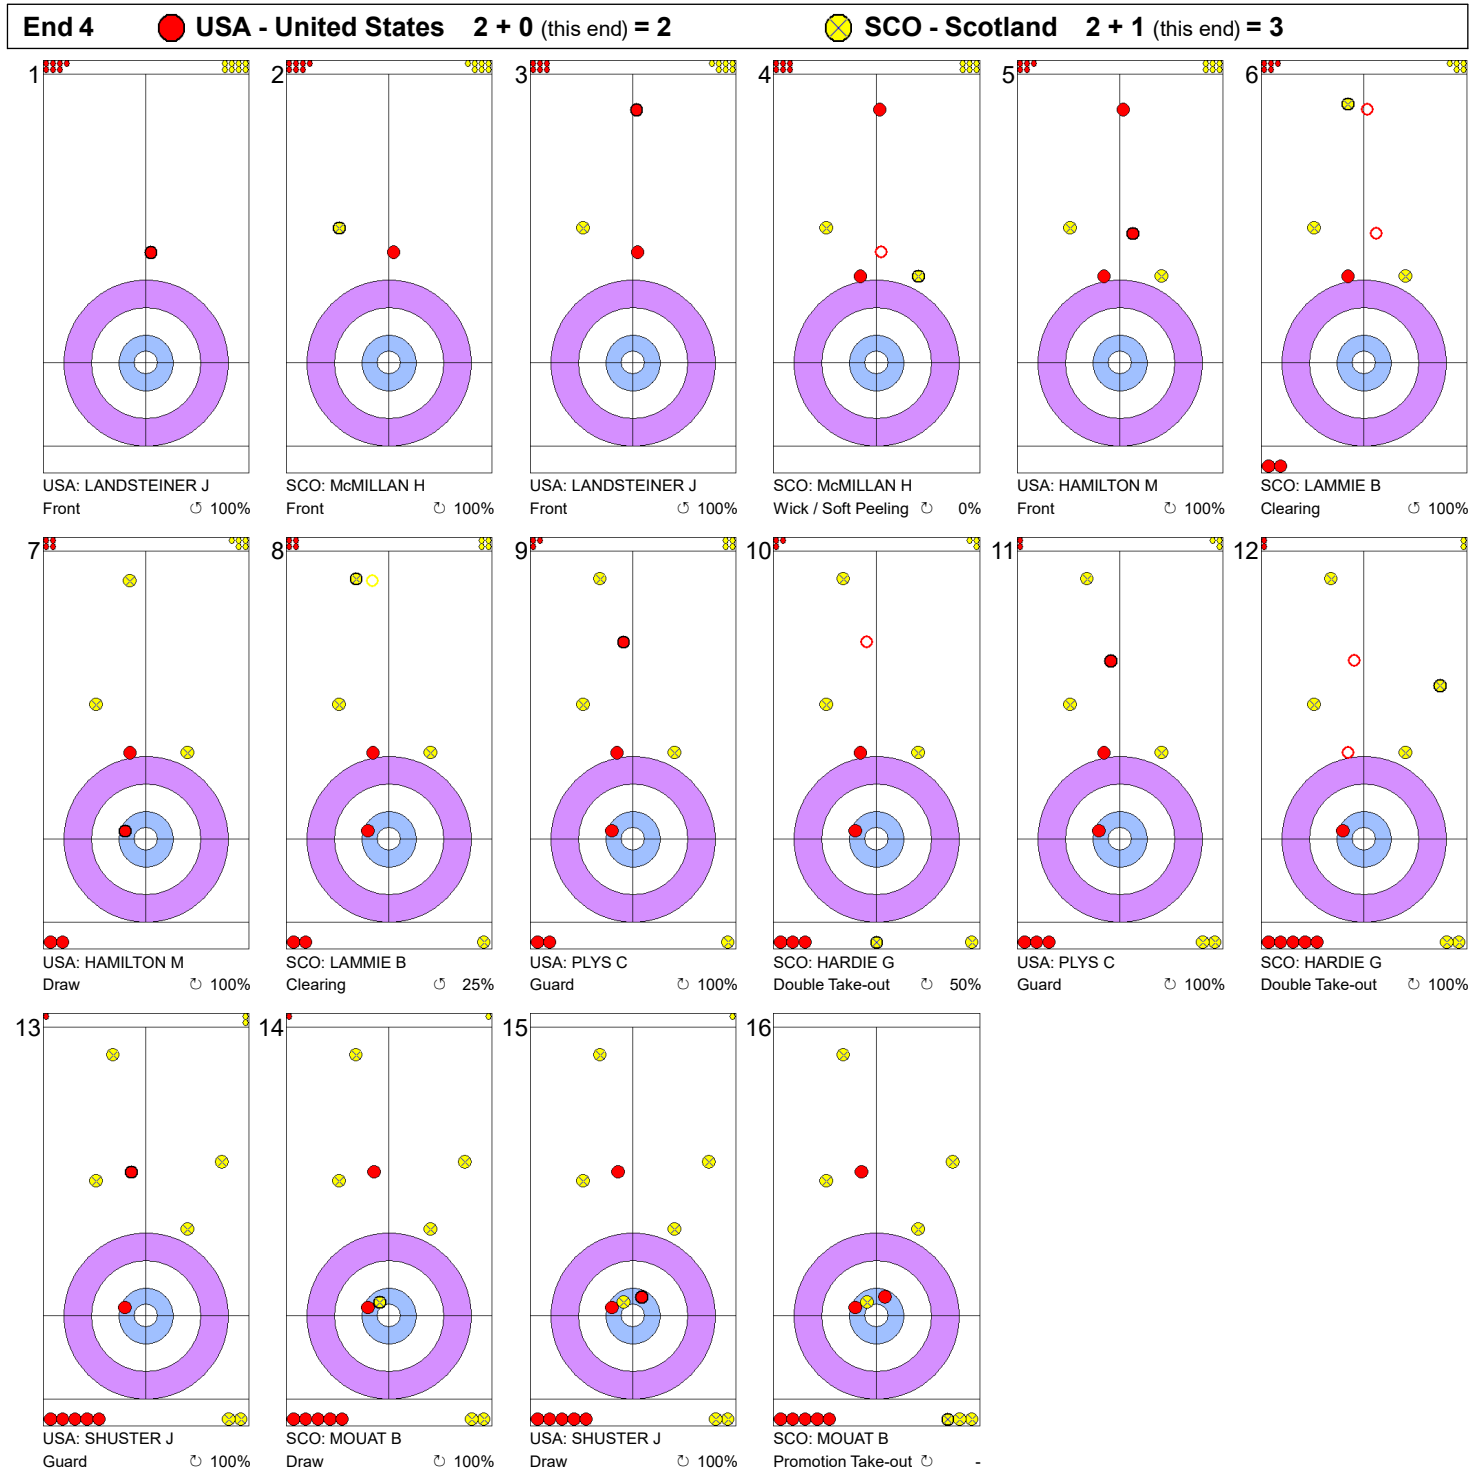 End 4 USA - United States 2 + 0 (this end) = 2 SCO - Scotland 2 + 1 (this end) = 3
1 2 3 4 5 6
USA: LANDSTEINER J SCO: McMILLAN H USA: LANDSTEINER J SCO: McMILLAN H USA: HAMILTON M SCO: LAMMIE B
Front ↺ 100% Front ↻ 100% Front ↺ 100% Wick / Soft Peeling ↻ 0% Front ↻ 100% Clearing ↺ 100%
7 8 9 10 11 12
USA: HAMILTON M SCO: LAMMIE B USA: PLYS C SCO: HARDIE G USA: PLYS C SCO: HARDIE G
Draw ↻ 100% Clearing ↺ 25% Guard ↻ 100% Double Take-out ↻ 50% Guard ↻ 100% Double Take-out ↻ 100%
13 14 15 16
USA: SHUSTER J SCO: MOUAT B USA: SHUSTER J SCO: MOUAT B
Guard ↻ 100% Draw ↻ 100% Draw ↻ 100% Promotion Take-out ↻ -